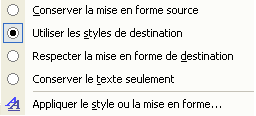 Conserver la mise en forme source
Utiliser les styles de destination
Respecter la mise en forme de destination
Conserver le texte seulement
Appliquer le style ou la mise en forme...